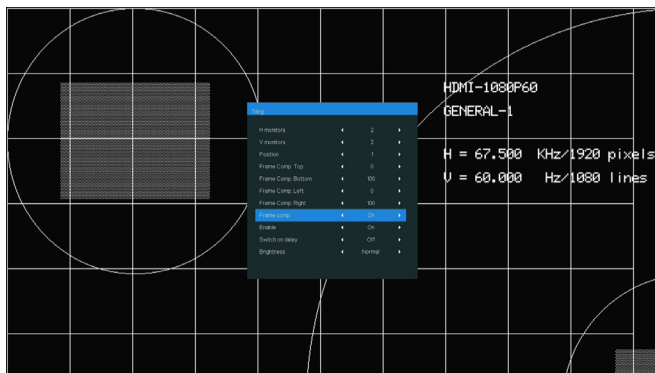 HDMI-1080P60
GENERAL-1
H = 67.500 KHz/1920 pixels
V = 60.000 Hz/1080 lines
Tiling
H monitors 2
V monitors 2
Position 1
Frame Comp. Top 0
Frame Comp. Bottom 100
Frame Comp. Left 0
Frame Comp. Right 100
Frame comp. On
Enable On
Switch on delay Off
Brightness Normal